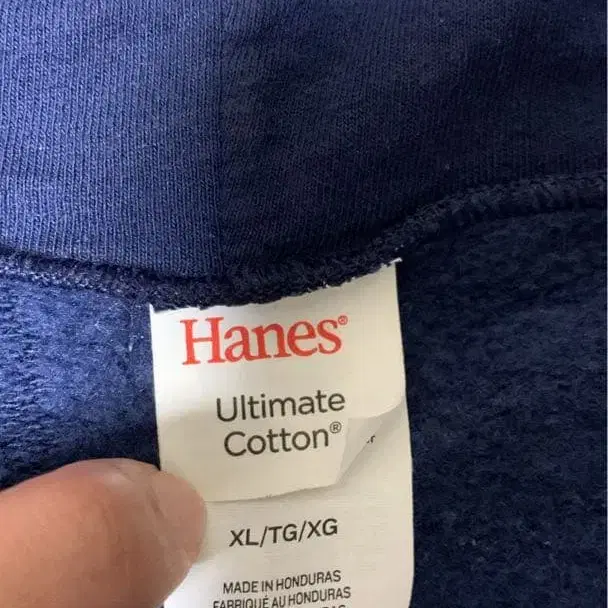 Hanes®
Ultimate
Cotton®
XL/TG/XG
MADE IN HONDURAS
FABRIQUÉ AU HONDURAS